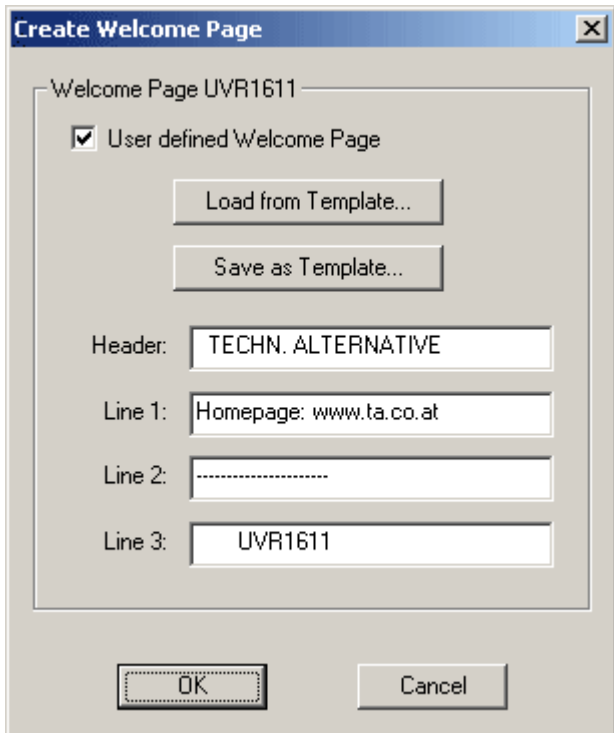 Create Welcome Page
Welcome Page UVR1611
User defined Welcome Page
Load from Template...
Save as Template...
Header: TECHN. ALTERNATIVE
Line 1: Homepage: www.ta.co.at
Line 2: ---------------------
Line 3: UVR1611
OK Cancel